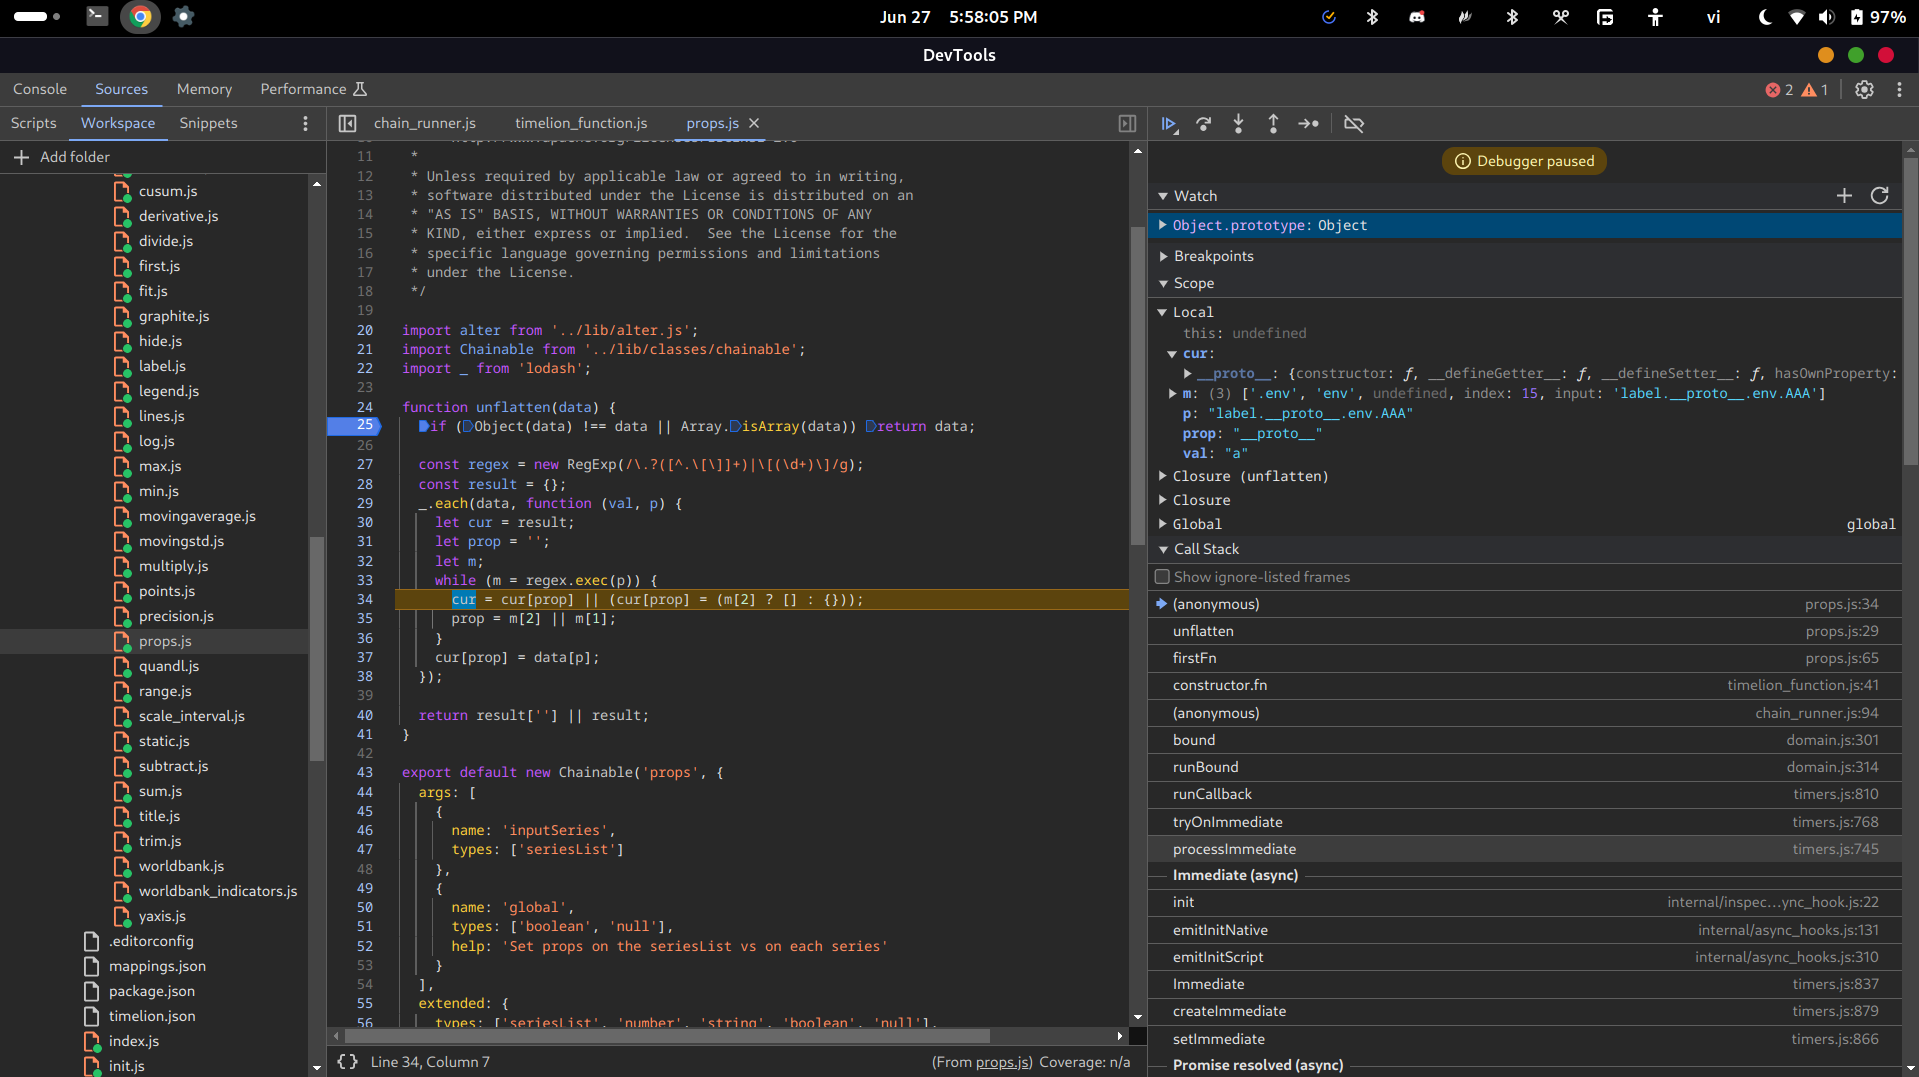 Jun 27 5:58:05 PM
vi
97%
DevTools
Console Sources Memory Performance
2 1
Scripts Workspace Snippets
chain_runner.js timelion_function.js props.js
Add folder
cusum.js
derivative.js
divide.js
first.js
fit.js
graphite.js
hide.js
label.js
legend.js
lines.js
log.js
max.js
min.js
movingaverage.js
movingstd.js
multiply.js
points.js
precision.js
props.js
quandl.js
range.js
scale_interval.js
static.js
subtract.js
sum.js
title.js
trim.js
worldbank.js
worldbank_indicators.js
yaxis.js
.editorconfig
mappings.json
package.json
timelion.json
index.js
init.js
11 *
12 * Unless required by applicable law or agreed to in writing,
13 * software distributed under the License is distributed on an
14 * "AS IS" BASIS, WITHOUT WARRANTIES OR CONDITIONS OF ANY
15 * KIND, either express or implied.  See the License for the
16 * specific language governing permissions and limitations
17 * under the License.
18 */
19
20 import alter from '../lib/alter.js';
21 import Chainable from '../lib/classes/chainable';
22 import _ from 'lodash';
23
24 function unflatten(data) {
25 if (Object(data) !== data || Array.isArray(data)) return data;
26
27 const regex = new RegExp(/\.?([^.\[\]]+)|\[(\d+)\]/g);
28 const result = {};
29 _.each(data, function (val, p) {
30 let cur = result;
31 let prop = '';
32 let m;
33 while (m = regex.exec(p)) {
34 cur = cur[prop] || (cur[prop] = (m[2] ? [] : {}));
35 prop = m[2] || m[1];
36 }
37 cur[prop] = data[p];
38 });
39
40 return result[''] || result;
41 }
42
43 export default new Chainable('props', {
44 args: [
45 {
46 name: 'inputSeries',
47 types: ['seriesList']
48 },
49 {
50 name: 'global',
51 types: ['boolean', 'null'],
52 help: 'Set props on the seriesList vs on each series'
53 }
54 ],
55 extended: {
56 types: ['seriesList', 'number', 'string', 'boolean', 'null'],
{} Line 34, Column 7
(From props.js) Coverage: n/a
Debugger paused
Watch
Object.prototype: Object
Breakpoints
Scope
Local
this: undefined
cur:
__proto__: {constructor: ƒ, __defineGetter__: ƒ, __defineSetter__: ƒ, hasOwnProperty:
m: (3) ['.env', 'env', undefined, index: 15, input: 'label.__proto__.env.AAA']
p: "label.__proto__.env.AAA"
prop: "__proto__"
val: "a"
Closure (unflatten)
Closure
Global global
Call Stack
Show ignore-listed frames
(anonymous) props.js:34
unflatten props.js:29
firstFn props.js:65
constructor.fn timelion_function.js:41
(anonymous) chain_runner.js:94
bound domain.js:301
runBound domain.js:314
runCallback timers.js:810
tryOnImmediate timers.js:768
processImmediate timers.js:745
Immediate (async)
init internal/inspec…ync_hook.js:22
emitInitNative internal/async_hooks.js:131
emitInitScript internal/async_hooks.js:310
Immediate timers.js:837
createImmediate timers.js:879
setImmediate timers.js:866
Promise resolved (async)